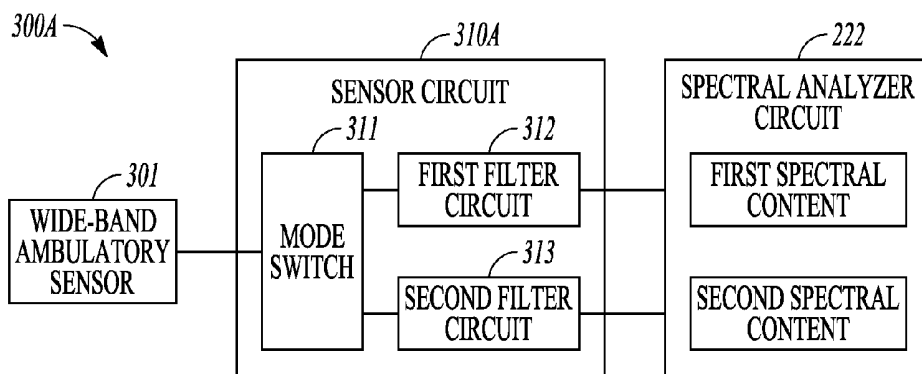 300A
310A
222
SENSOR CIRCUIT
SPECTRAL ANALYZER
CIRCUIT
311
312
301
FIRST FILTER
CIRCUIT
FIRST SPECTRAL
CONTENT
WIDE-BAND
AMBULATORY
SENSOR
MODE
SWITCH
313
SECOND FILTER
CIRCUIT
SECOND SPECTRAL
CONTENT